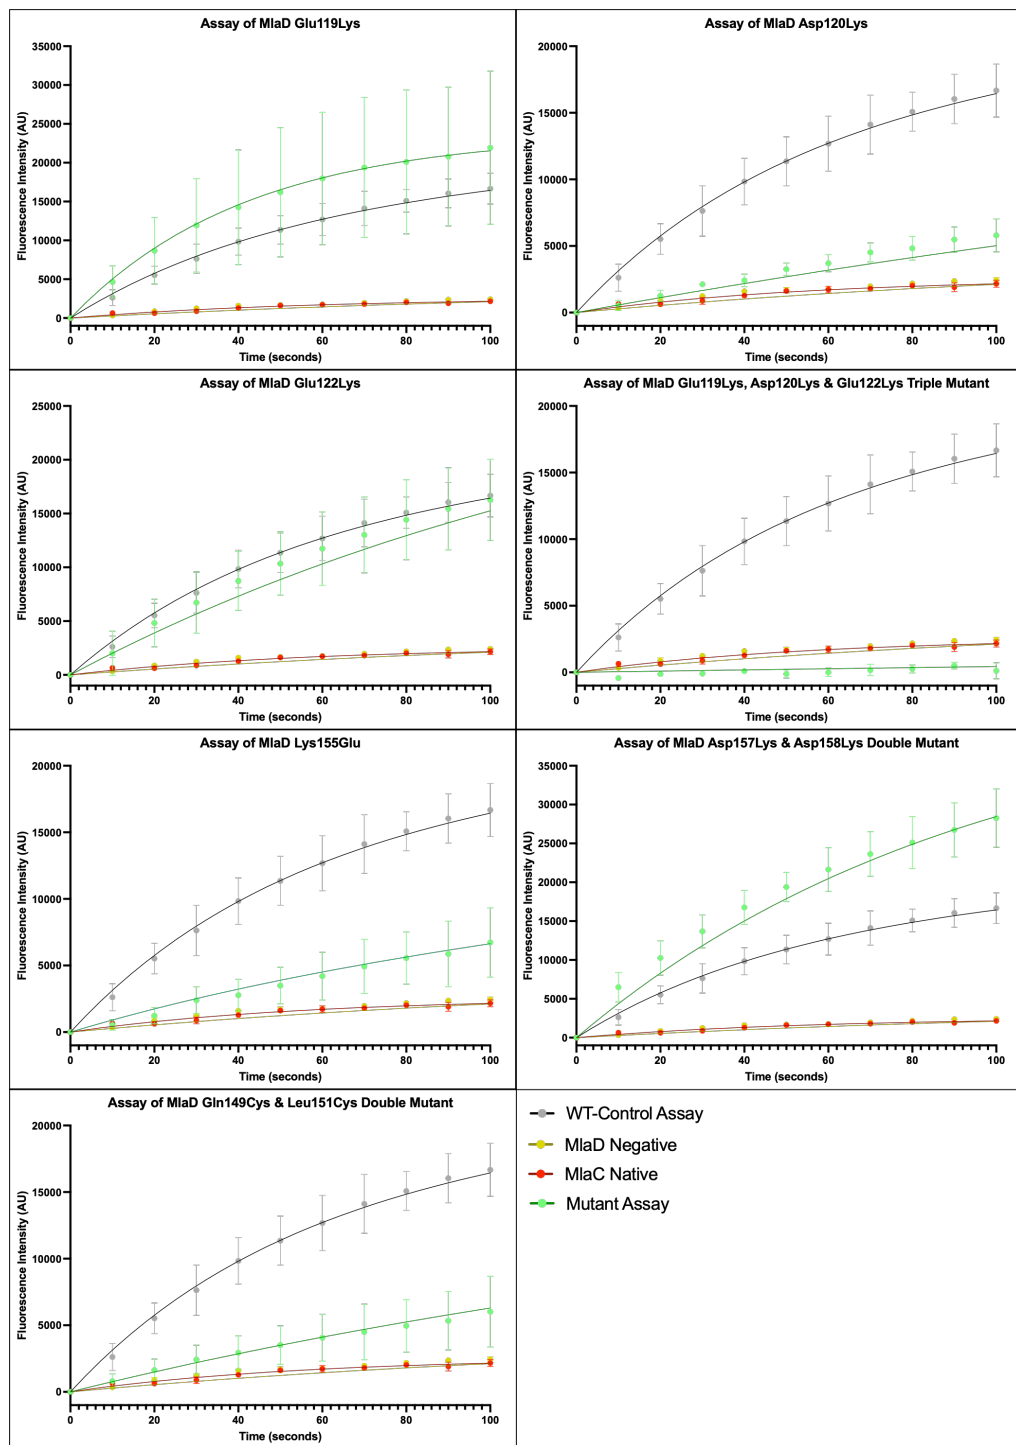 Assay of MlaD Glu119Lys
35000
30000
25000
20000
15000
10000
5000
0
Fluorescence Intensity (AU)
0 20 40 60 80 100
Time (seconds)
Assay of MlaD Asp120Lys
20000
15000
10000
5000
0
Fluorescence Intensity (AU)
0 20 40 60 80 100
Time (seconds)
Assay of MlaD Glu122Lys
25000
20000
15000
10000
5000
0
Fluorescence Intensity (AU)
0 20 40 60 80 100
Time (seconds)
Assay of MlaD Glu119Lys, Asp120Lys & Glu122Lys Triple Mutant
20000
15000
10000
5000
0
Fluorescence Intensity (AU)
0 20 40 60 80 100
Time (seconds)
Assay of MlaD Lys155Glu
20000
15000
10000
5000
0
Fluorescence Intensity (AU)
0 20 40 60 80 100
Time (seconds)
Assay of MlaD Asp157Lys & Asp158Lys Double Mutant
35000
30000
25000
20000
15000
10000
5000
0
Fluorescence Intensity (AU)
0 20 40 60 80 100
Time (seconds)
Assay of MlaD Gln149Cys & Leu151Cys Double Mutant
20000
15000
10000
5000
0
Fluorescence Intensity (AU)
0 20 40 60 80 100
Time (seconds)
WT-Control Assay
MlaD Negative
MlaC Native
Mutant Assay